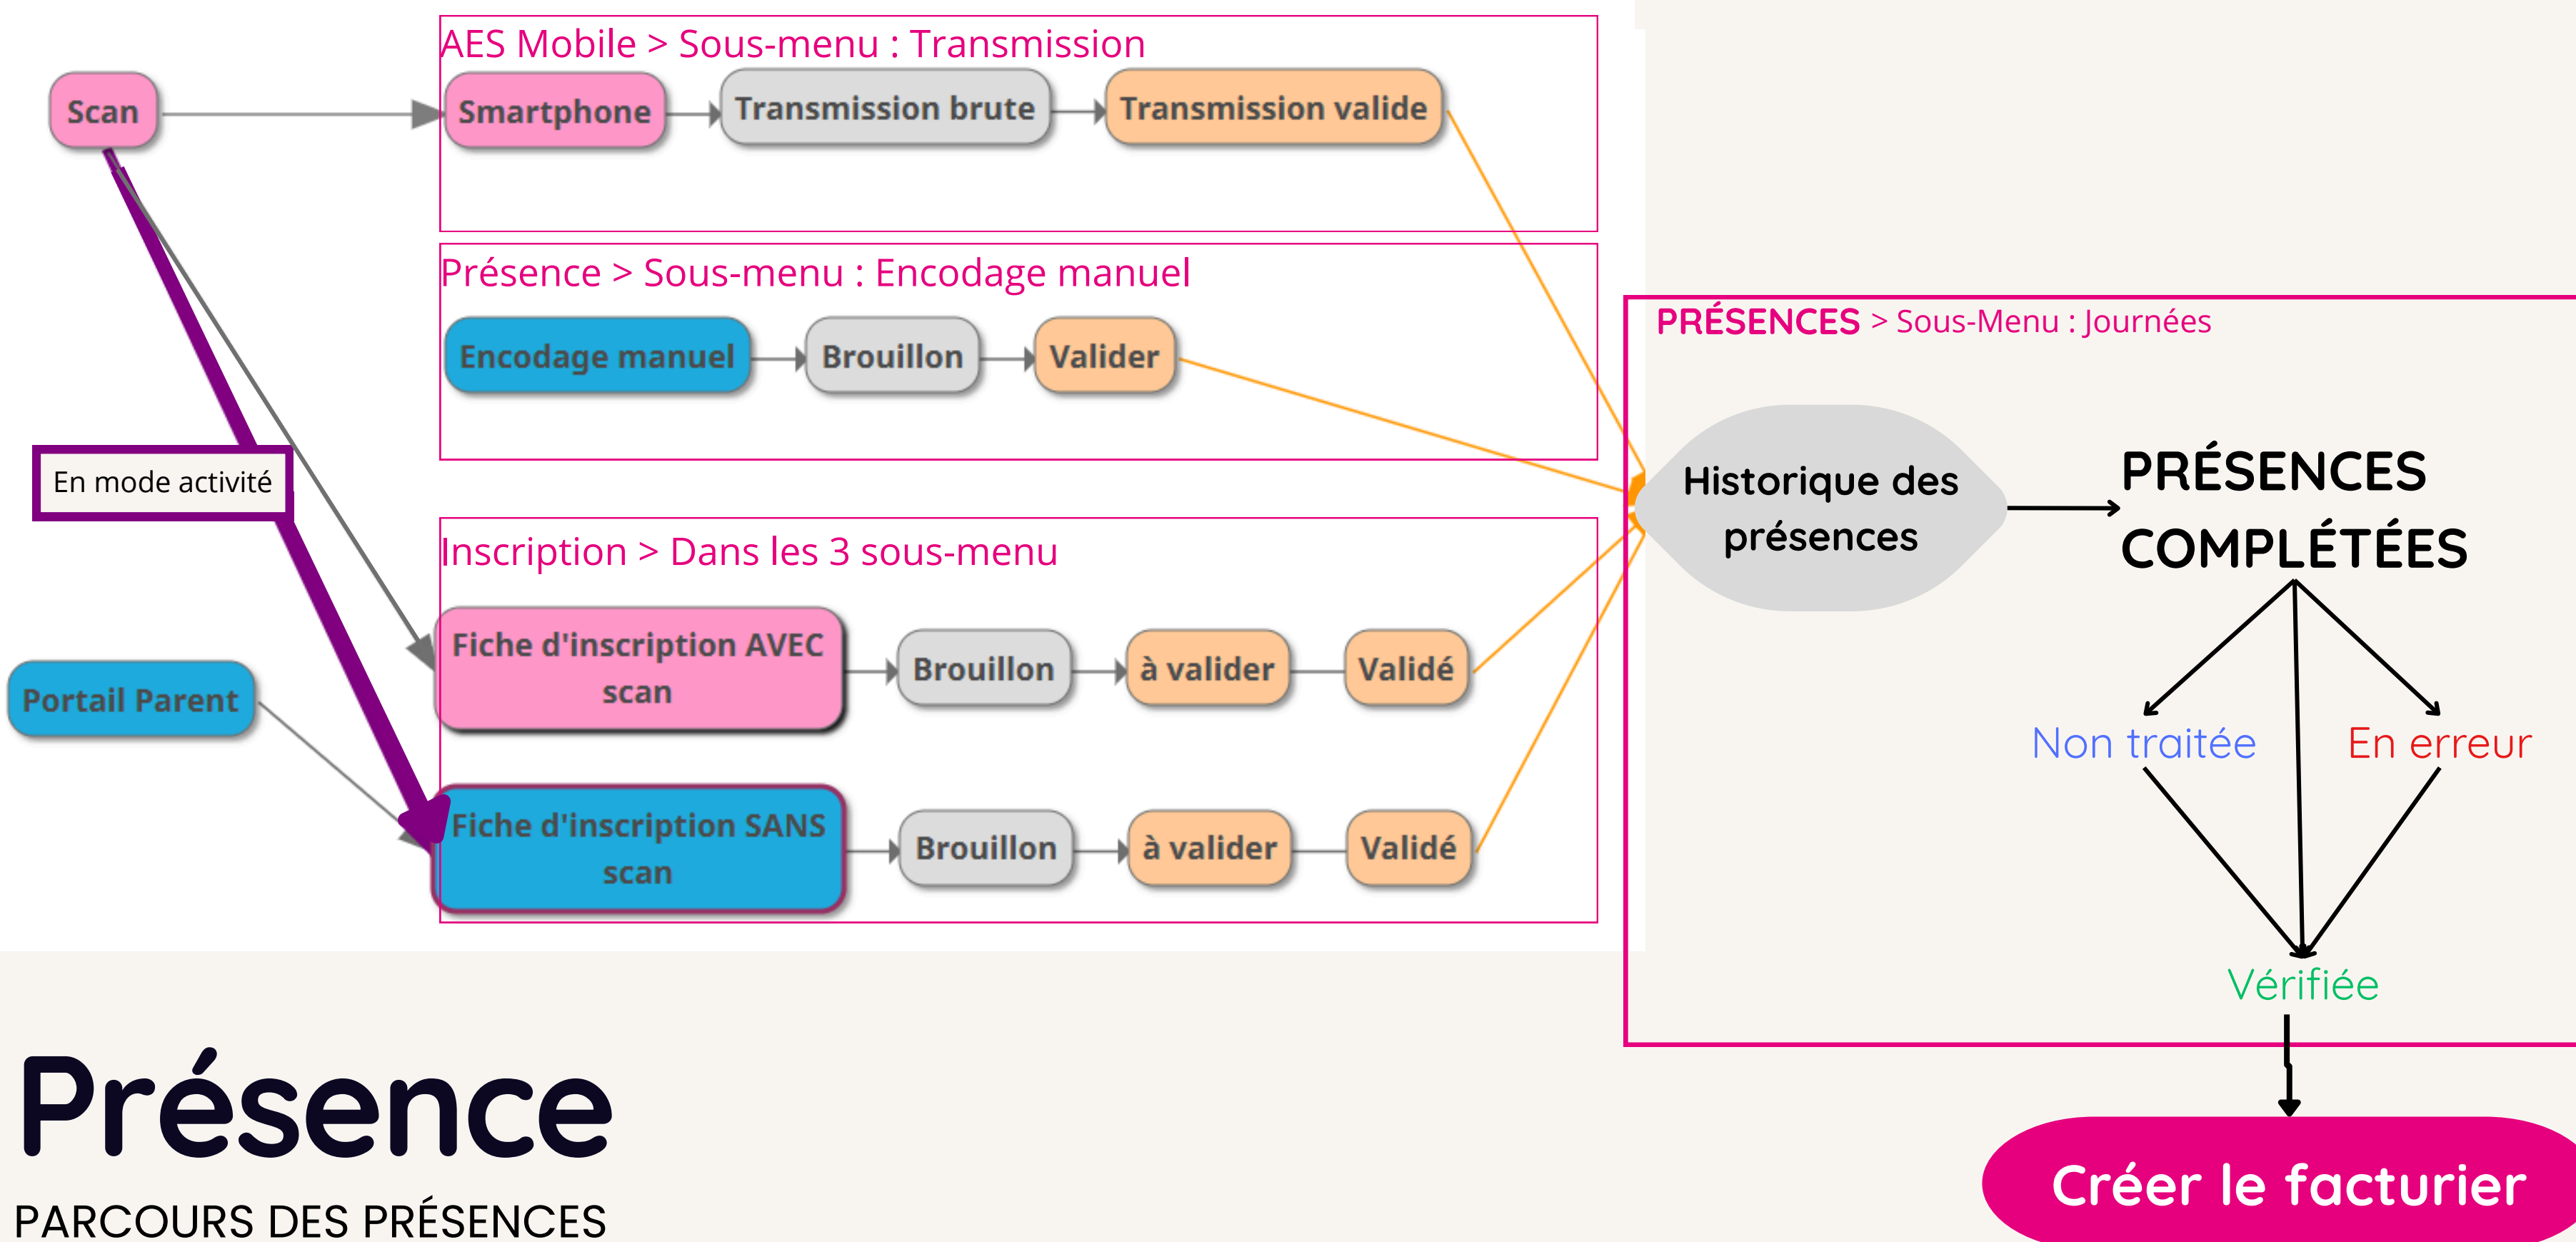 AES Mobile > Sous-menu : Transmission
Scan
Smartphone
Transmission brute
Transmission valide
Présence > Sous-menu : Encodage manuel
Encodage manuel
Brouillon
Valider
En mode activité
Inscription > Dans les 3 sous-menu
Fiche d'inscription AVEC
scan
Brouillon
à valider
Validé
Portail Parent
Fiche d'inscription SANS
scan
Brouillon
à valider
Validé
PRÉSENCES > Sous-Menu : Journées
Historique des
présences
PRÉSENCES
COMPLÉTÉES
Non traitée
En erreur
Vérifiée
Créer le facturier
Présence
PARCOURS DES PRÉSENCES